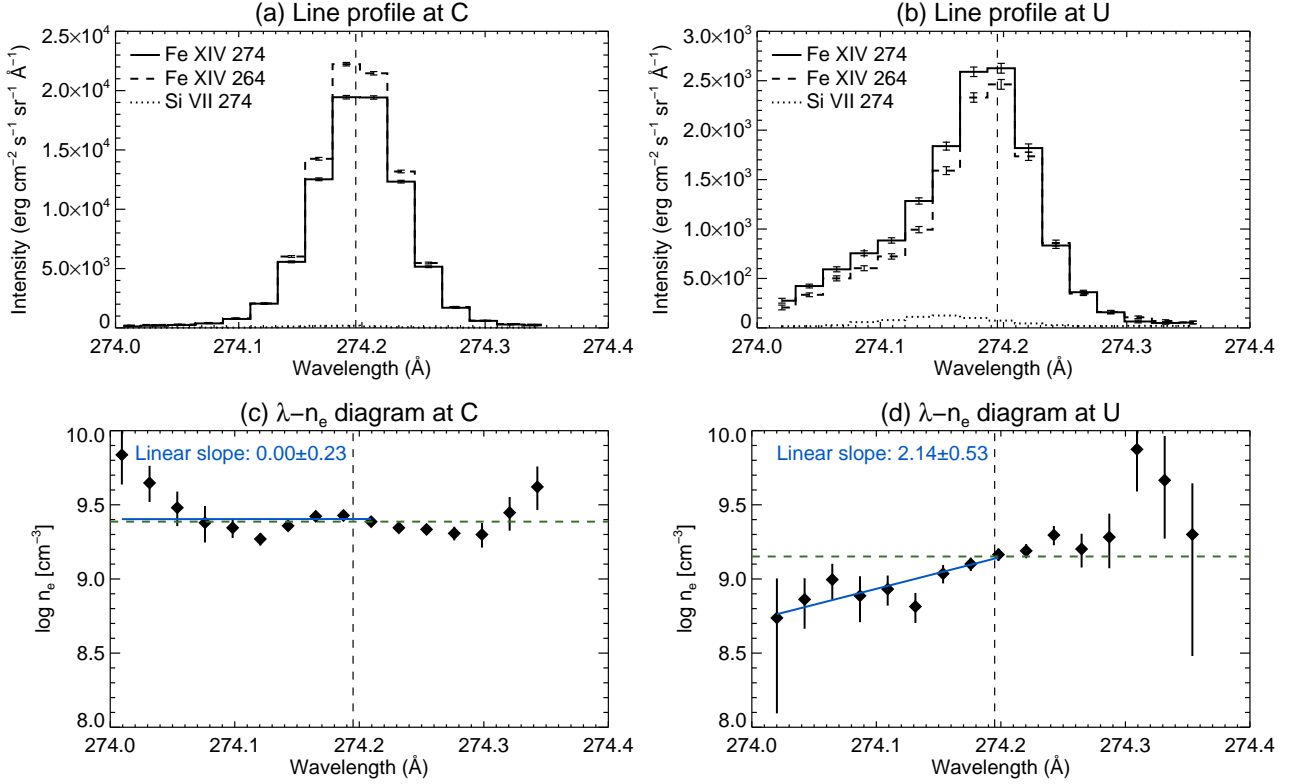 (a) Line profile at C
Intensity (erg cm⁻² s⁻¹ sr⁻¹ Å⁻¹)
2.5×10⁴
2.0×10⁴
1.5×10⁴
1.0×10⁴
5.0×10³
0
Fe XIV 274
Fe XIV 264
Si VII 274
274.0 274.1 274.2 274.3 274.4
Wavelength (Å)
(b) Line profile at U
Intensity (erg cm⁻² s⁻¹ sr⁻¹ Å⁻¹)
3.0×10³
2.5×10³
2.0×10³
1.5×10³
1.0×10³
5.0×10²
0
Fe XIV 274
Fe XIV 264
Si VII 274
274.0 274.1 274.2 274.3 274.4
Wavelength (Å)
(c) λ−nₑ diagram at C
log nₑ [cm⁻³]
10.0
9.5
9.0
8.5
8.0
Linear slope: 0.00±0.23
274.0 274.1 274.2 274.3 274.4
Wavelength (Å)
(d) λ−nₑ diagram at U
log nₑ [cm⁻³]
10.0
9.5
9.0
8.5
8.0
Linear slope: 2.14±0.53
274.0 274.1 274.2 274.3 274.4
Wavelength (Å)